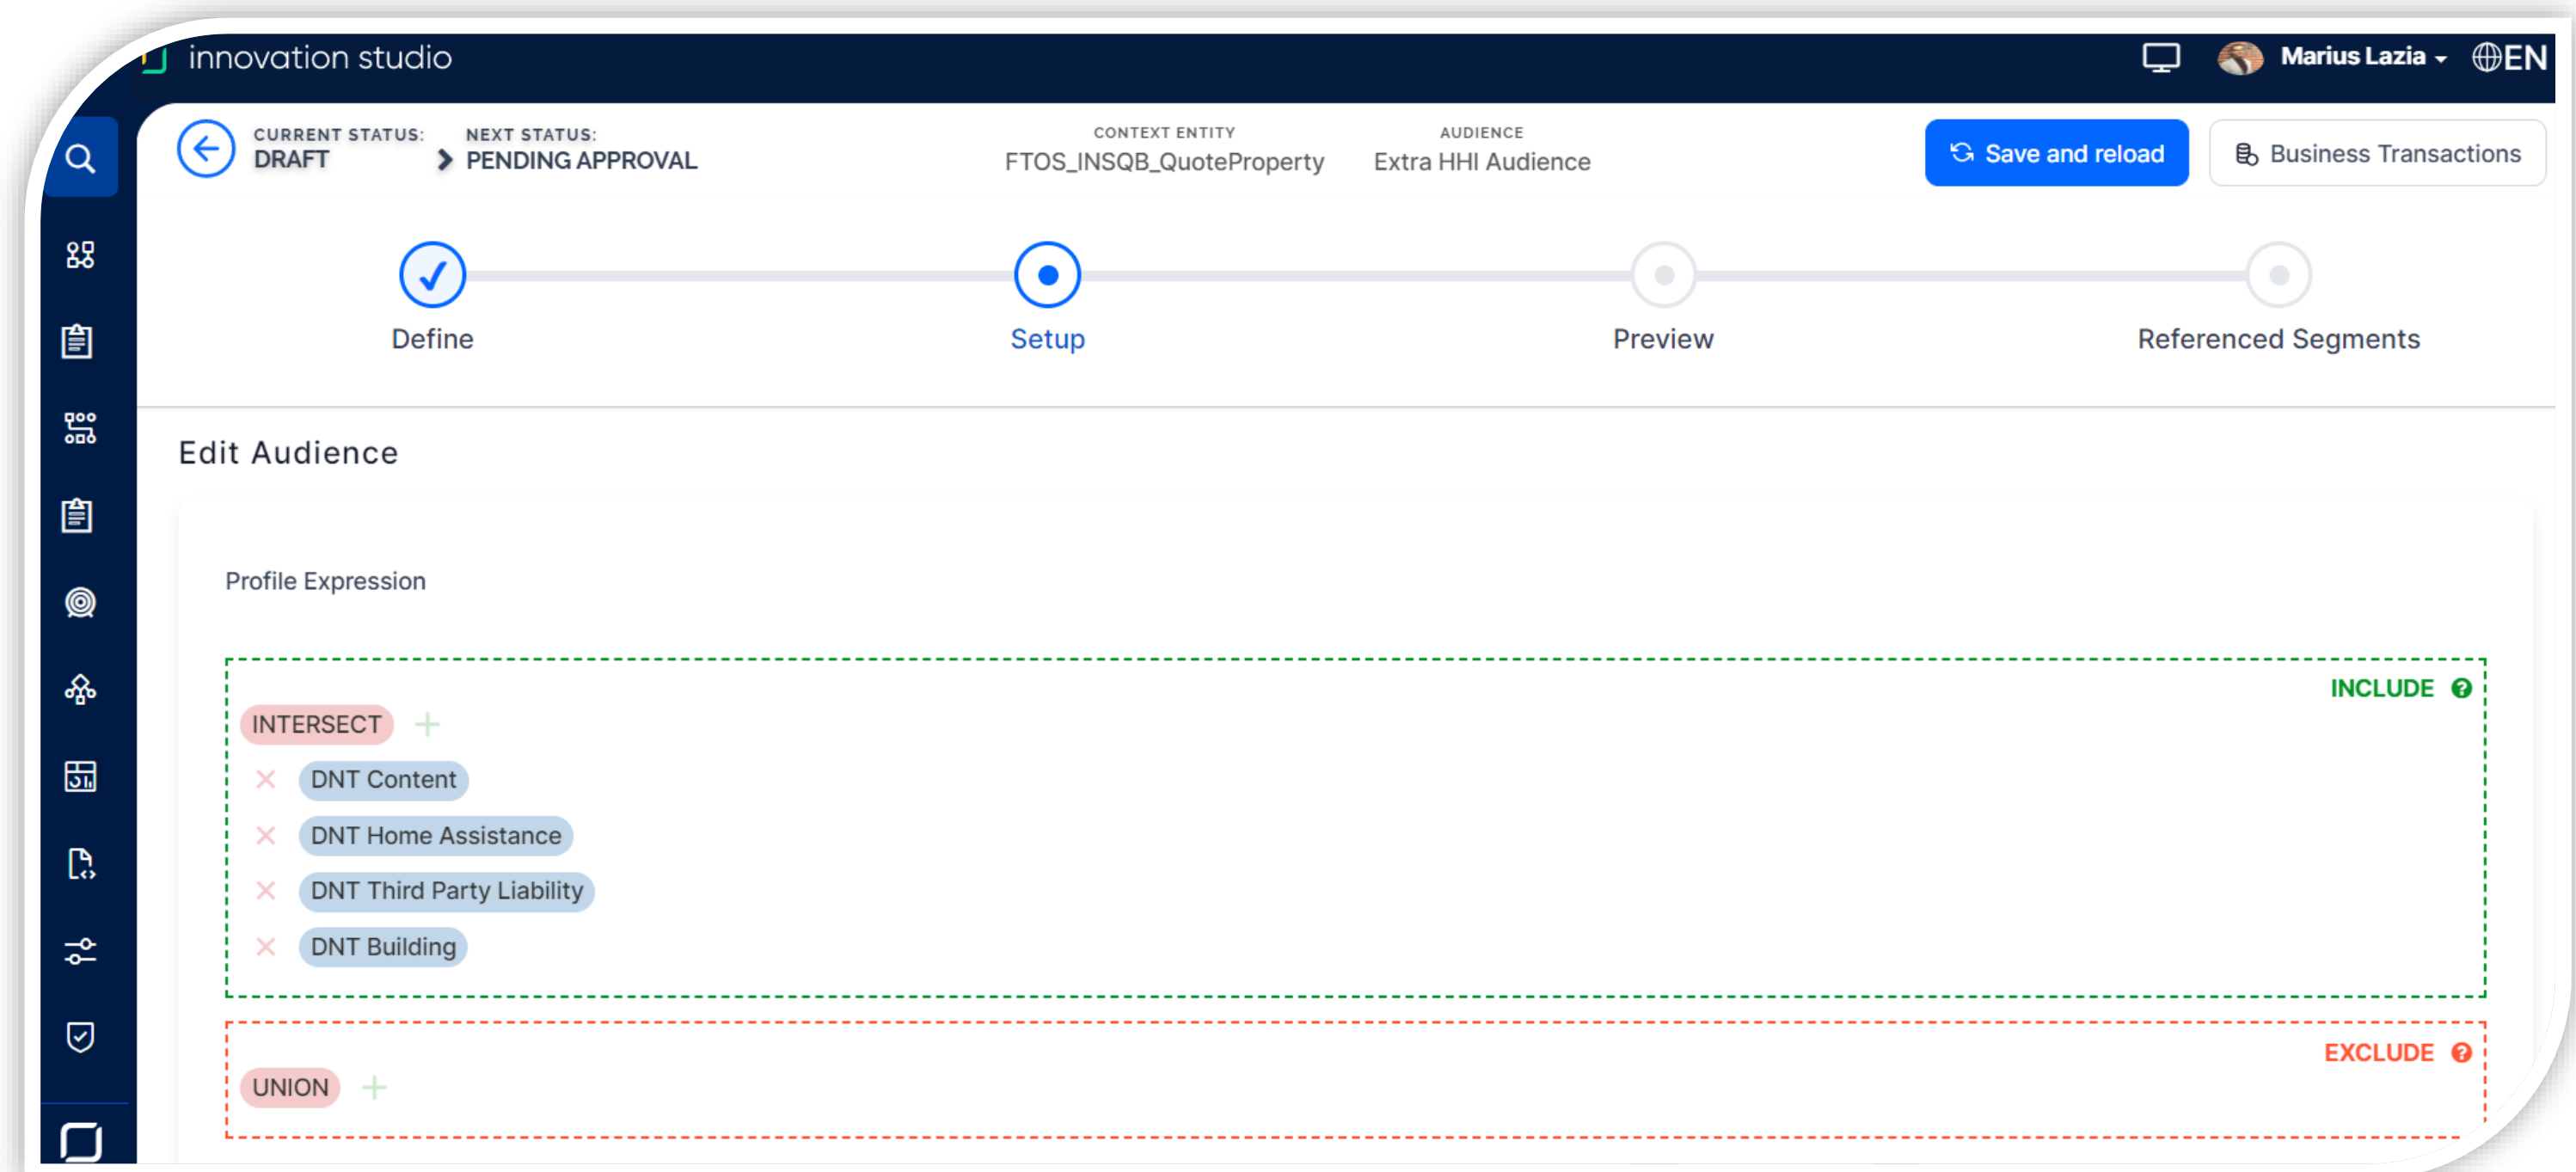 innovation studio
Marius Lazia
EN
CURRENT STATUS:
DRAFT
NEXT STATUS:
PENDING APPROVAL
CONTEXT ENTITY
FTOS_INSQB_QuoteProperty
AUDIENCE
Extra HHI Audience
Save and reload
Business Transactions
Define
Setup
Preview
Referenced Segments
Edit Audience
Profile Expression
INCLUDE
INTERSECT
DNT Content
DNT Home Assistance
DNT Third Party Liability
DNT Building
EXCLUDE
UNION